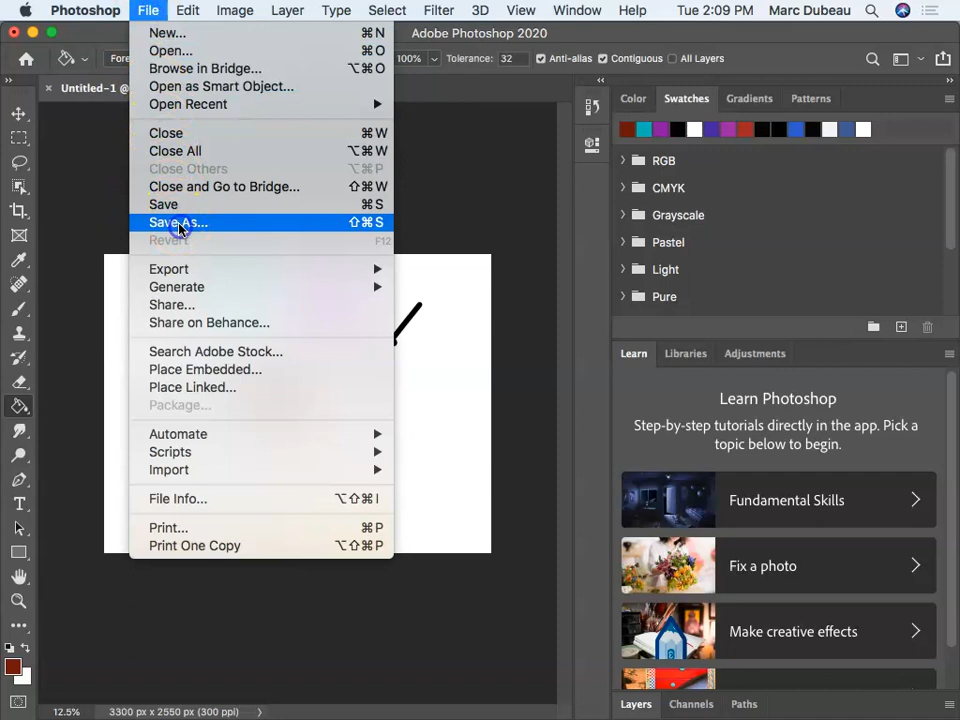 Photoshop File Edit Image Layer Type Select Filter 3D View Window Help Tue 2:09 PM Marc Dubeau
Adobe Photoshop 2020
Fore 100% Tolerance: 32 Anti-alias Contiguous All Layers
Untitled-1 @
New... ⌘N
Open... ⌘O
Browse in Bridge... ⌥⌘O
Open as Smart Object...
Open Recent
Close ⌘W
Close All ⌥⌘W
Close Others ⌥⌘P
Close and Go to Bridge... ⇧⌘W
Save ⌘S
Save As... ⇧⌘S
Revert F12
Export
Generate
Share...
Share on Behance...
Search Adobe Stock...
Place Embedded...
Place Linked...
Package...
Automate
Scripts
Import
File Info... ⌥⇧⌘I
Print... ⌘P
Print One Copy ⌥⇧⌘P
Color Swatches Gradients Patterns
RGB
CMYK
Grayscale
Pastel
Light
Pure
Learn Libraries Adjustments
Learn Photoshop
Step-by-step tutorials directly in the app. Pick a
topic below to begin.
Fundamental Skills
Fix a photo
Make creative effects
Layers Channels Paths
12.5% 3300 px x 2550 px (300 ppi)